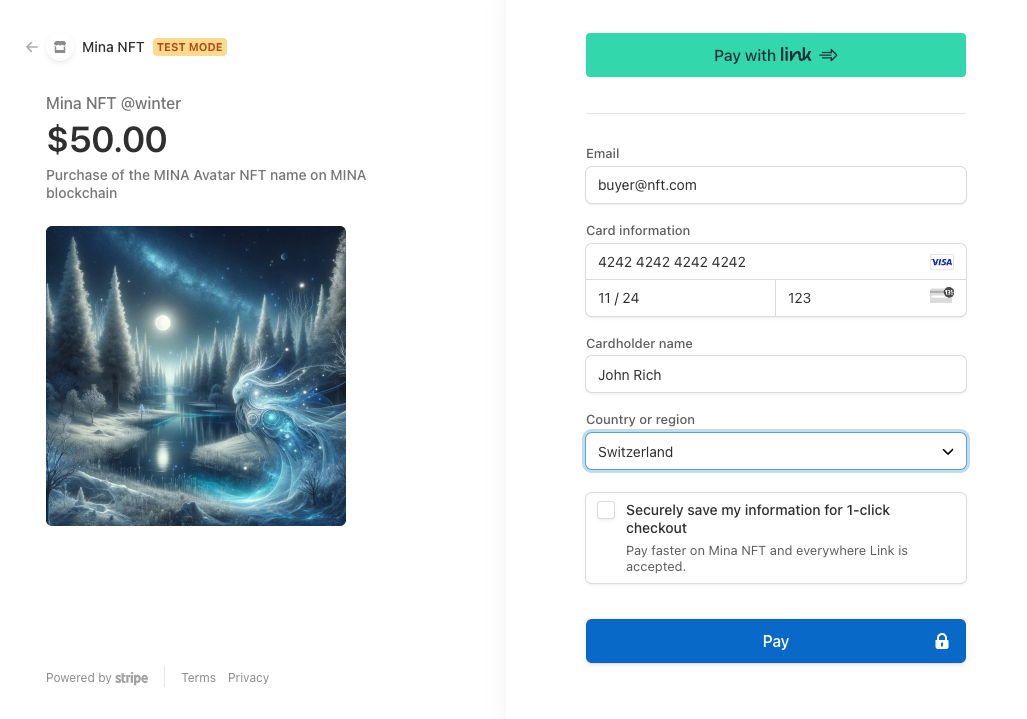 Mina NFT TEST MODE
Mina NFT @winter
$50.00
Purchase of the MINA Avatar NFT name on MINA
blockchain
Powered by stripe
Terms
Privacy
Pay with link
Email
buyer@nft.com
Card information
4242 4242 4242 4242 VISA
11 / 24
123
135
Cardholder name
John Rich
Country or region
Switzerland
Securely save my information for 1-click
checkout
Pay faster on Mina NFT and everywhere Link is
accepted.
Pay